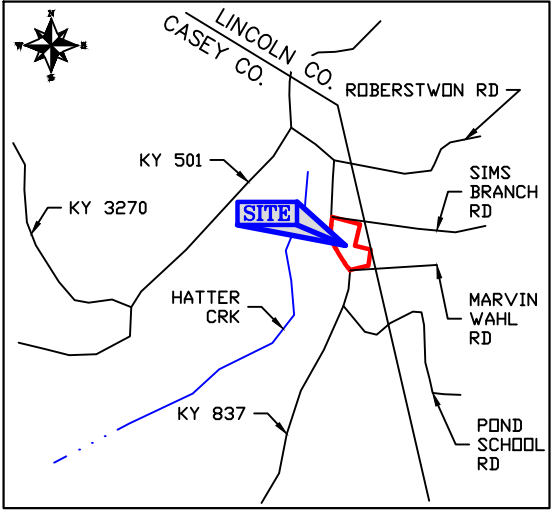 N
W E
S
LINCOLN CO.
CASEY CO.
ROBERSTWON RD
KY 501
SIMS
BRANCH
RD
KY 3270
SITE
HATTER
CRK
MARVIN
WAHL
RD
KY 837
POND
SCHOOL
RD